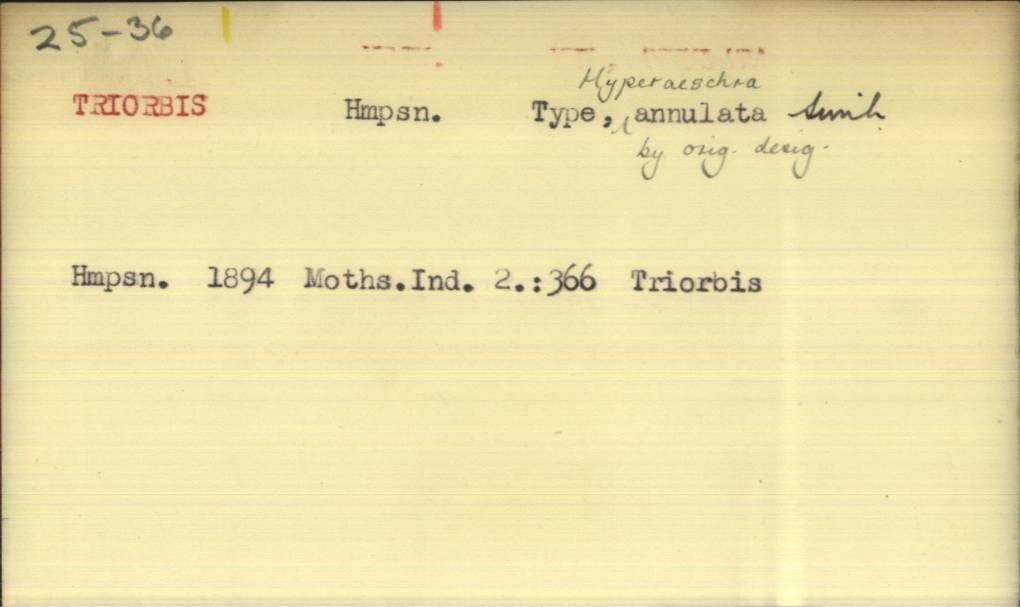 25-36
Hyperaeschra
TRIORBIS Hmpsn. Type, annulata Swinh
by orig. desig.
Hmpsn. 1894 Moths.Ind. 2.:366 Triorbis